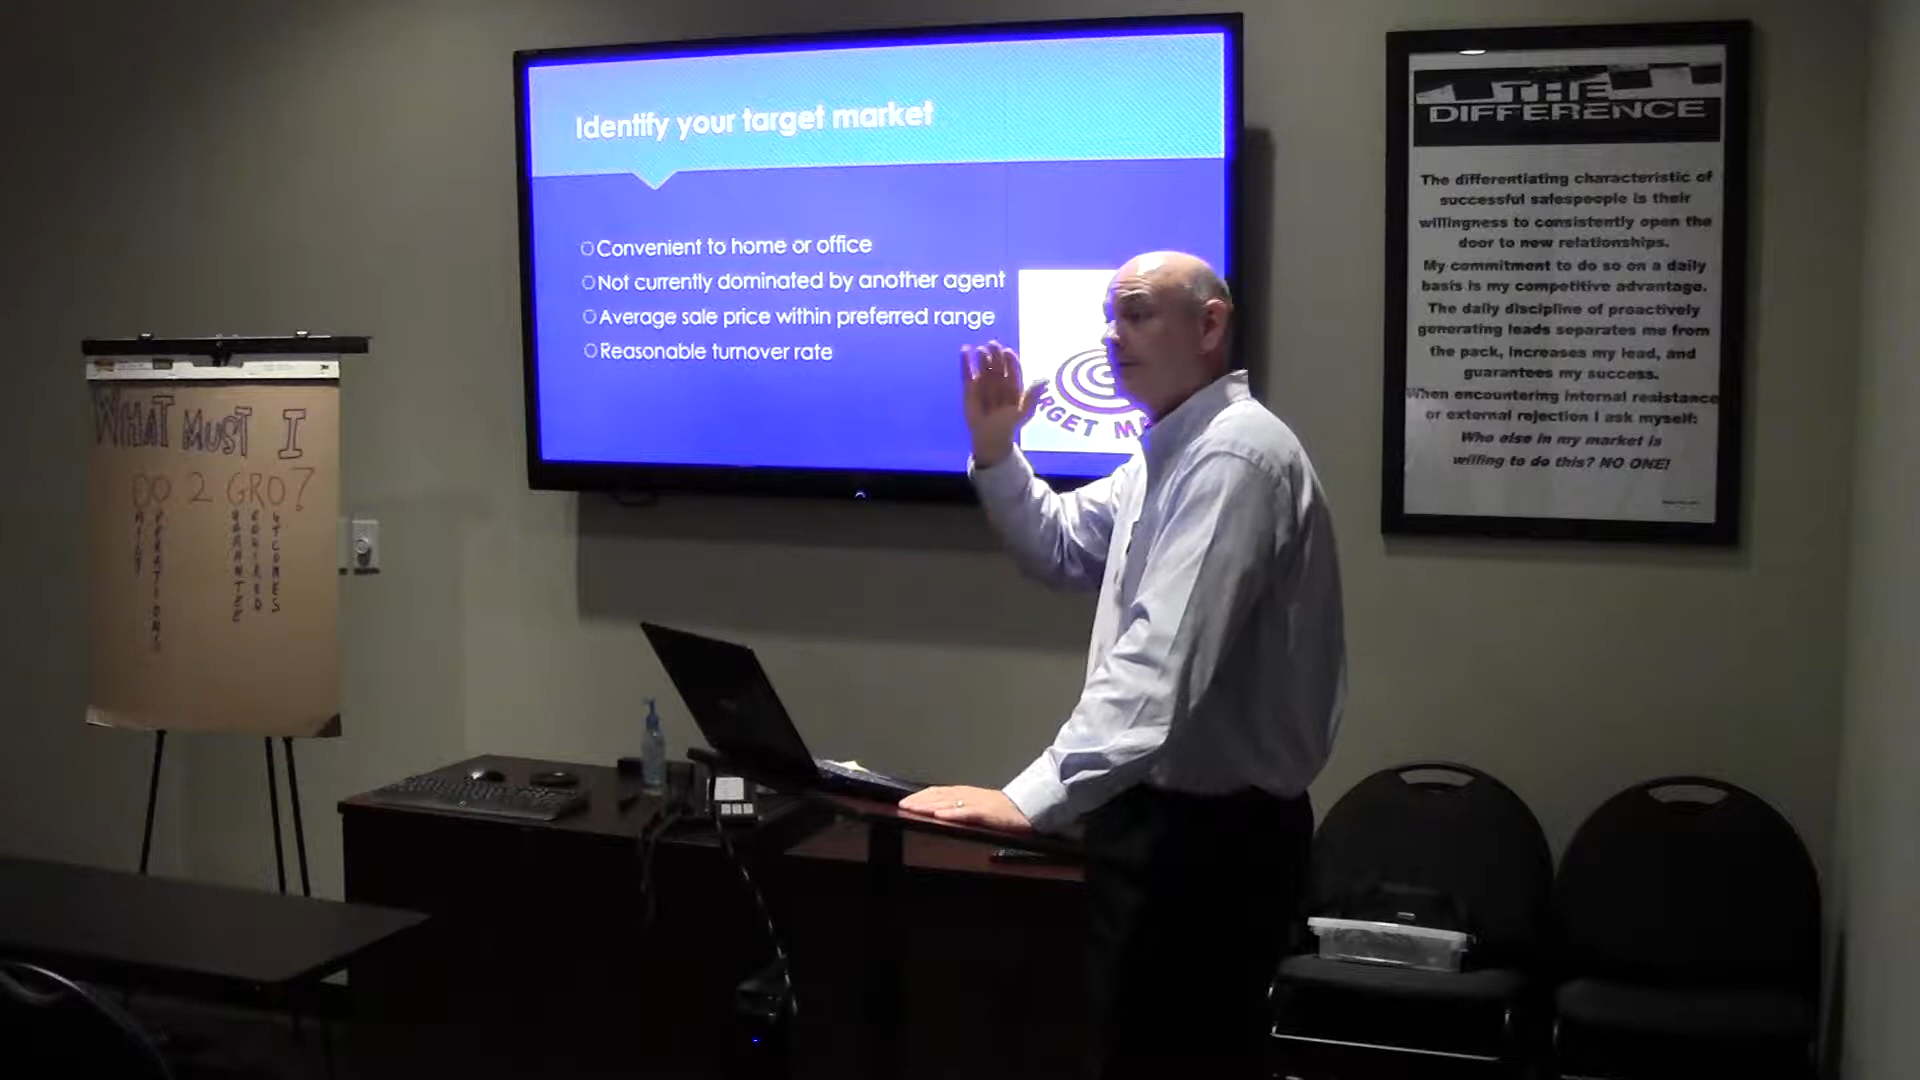 Identify your target market
Convenient to home or office
Not currently dominated by another agent
Average sale price within preferred range
Reasonable turnover rate
RGET MA
WHAT MUST I
DO 2 GRO?
OPERATIONS
GUARANTEE
OUTCOMES
THE
DIFFERENCE
The differentiating characteristic of
successful salespeople is their
willingness to consistently open the
door to new relationships.
My commitment to do so on a daily
basis is my competitive advantage.
The daily discipline of proactively
generating leads separates me from
the pack, increases my lead, and
guarantees my success.
When encountering internal resistance
or external rejection I ask myself:
Who else in my market is
willing to do this? NO ONE!